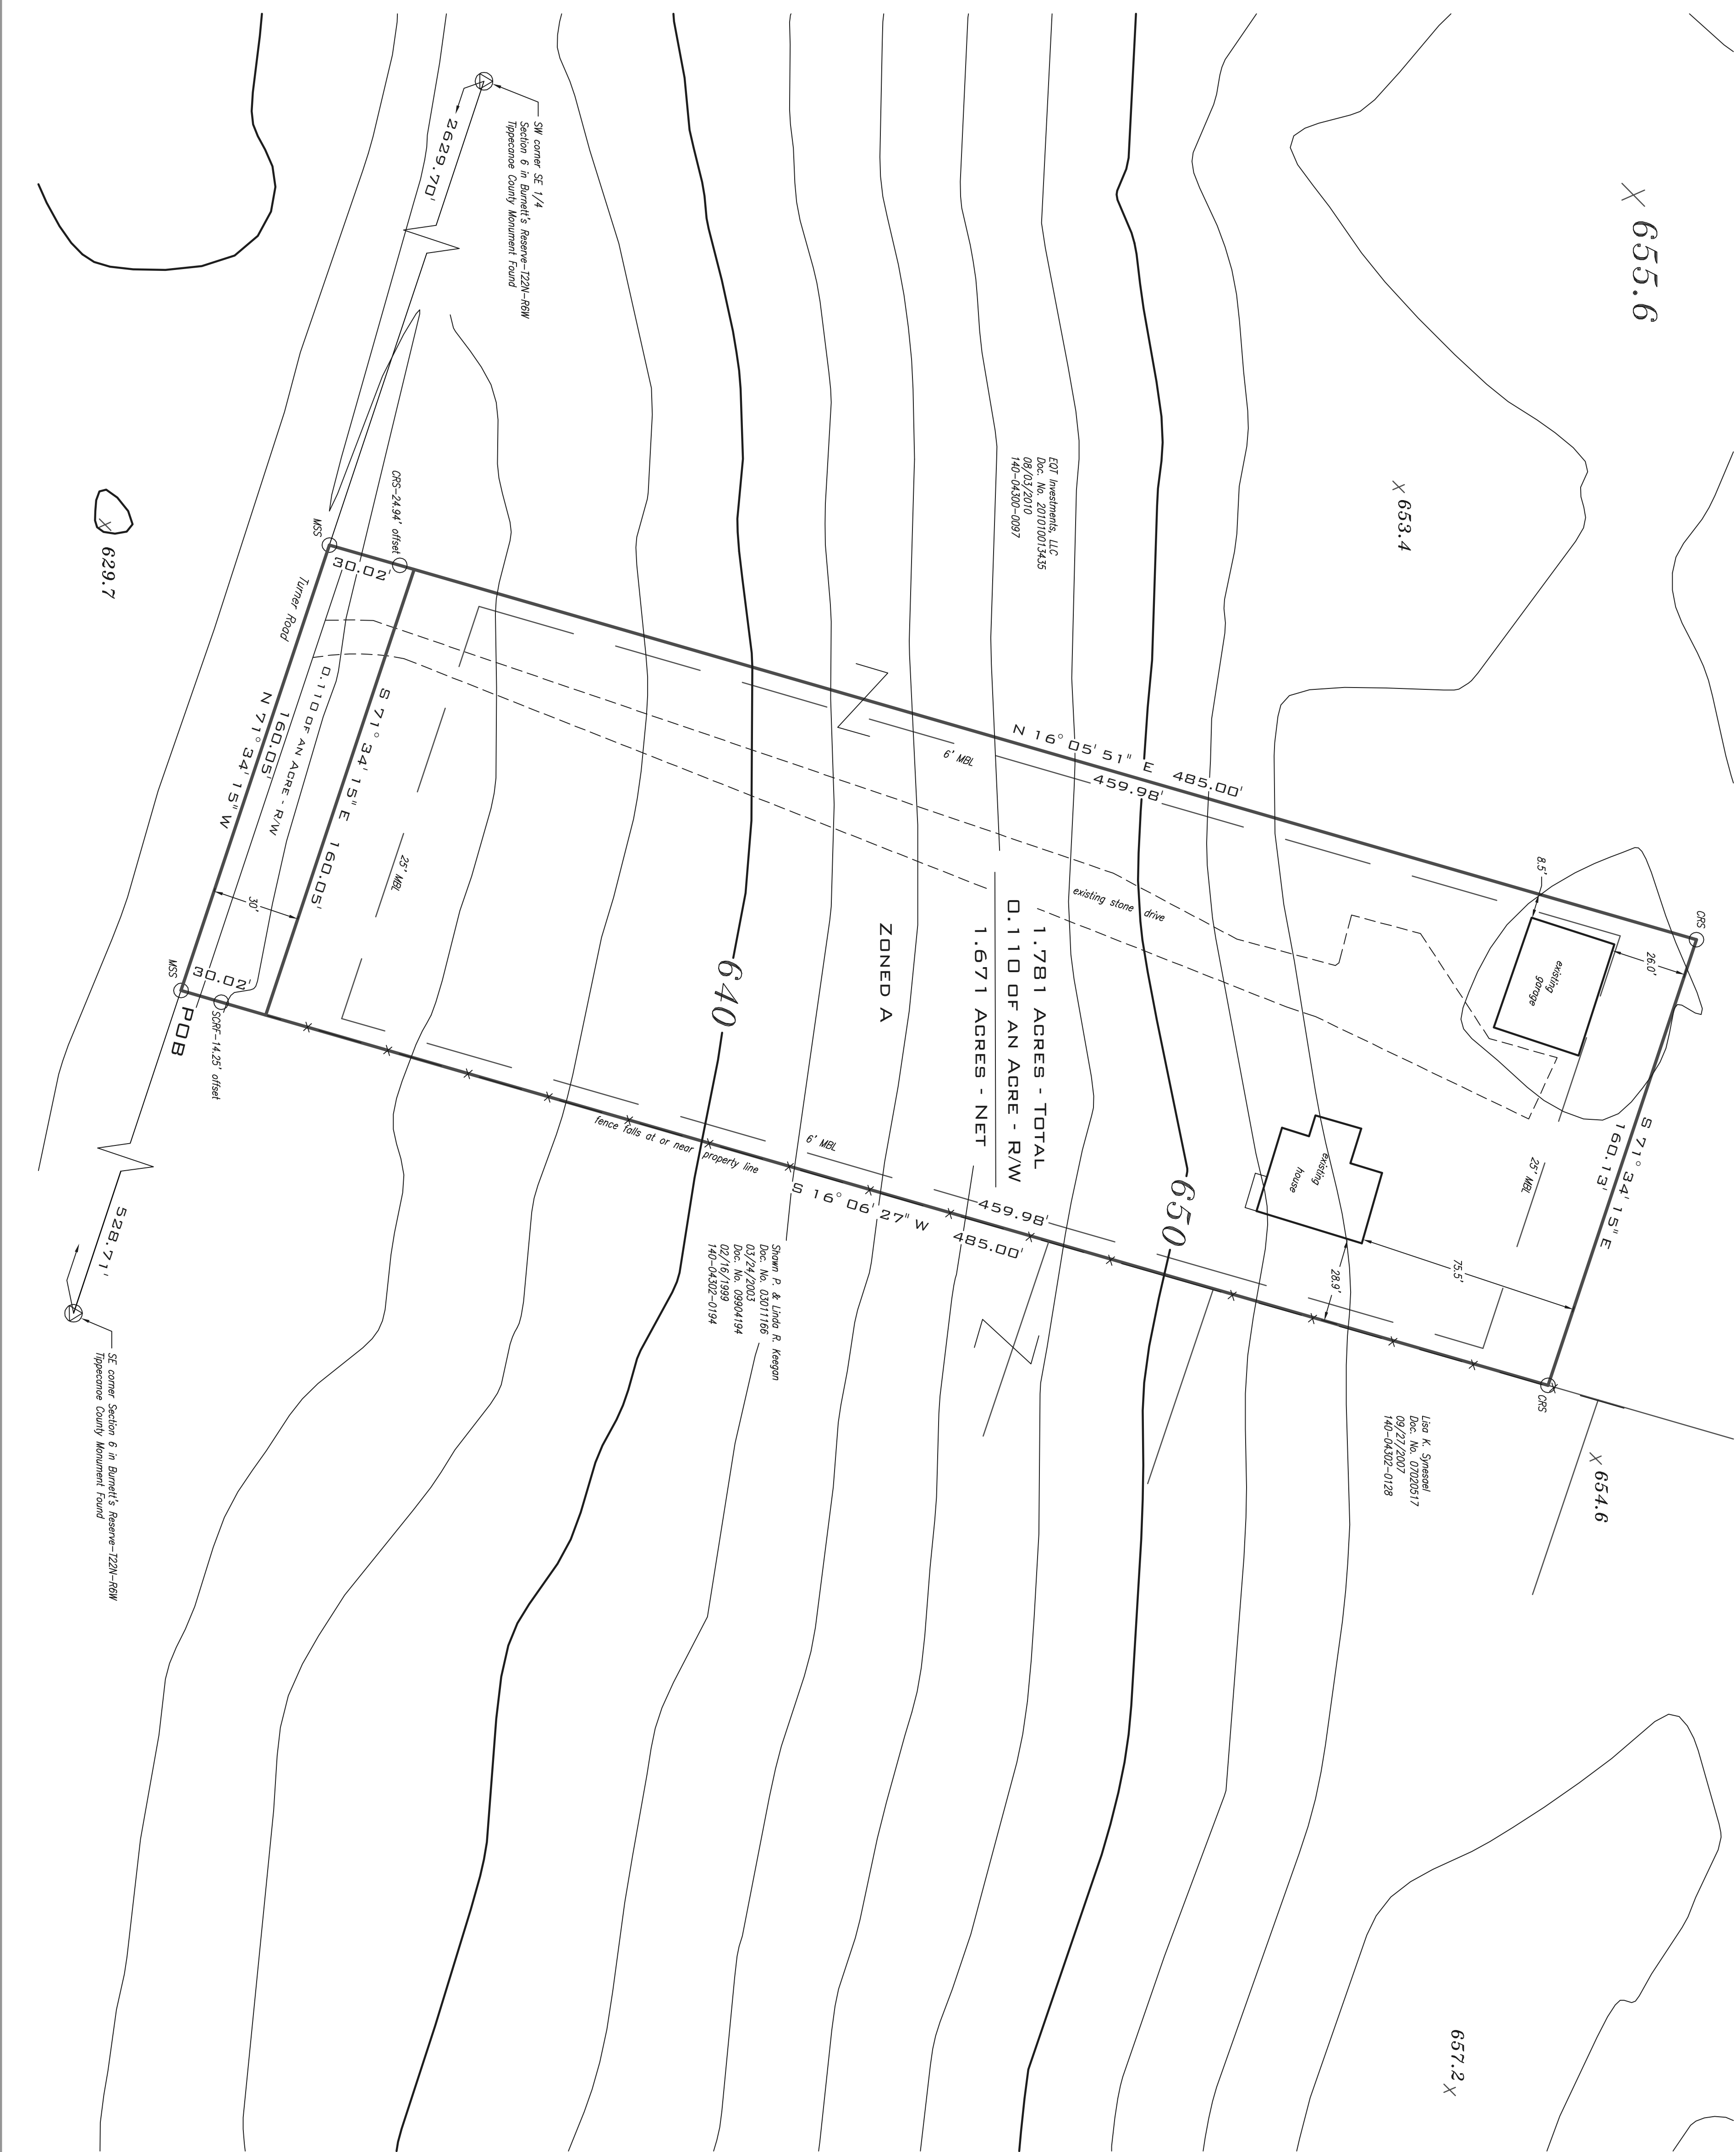 655.6
653.4
SW corner SE 1/4
Section 6 in Burnett's Reserve-T22N-R6W
Tippecanoe County Monument Found
2629.70'
EQT Investments, LLC
Doc. No. 201010013435
08/03/2010
140-04300-0097
CRS-24.94' offset
MSS
30.02'
629.7
Turner Road
N 71° 34' 15" W
160.05'
0.110 OF AN ACRE - R/W
S 71° 34' 15" E 160.05'
25' MBL
30'
N 16° 05' 51" E 485.00'
459.98'
6' MBL
existing stone drive
8.5'
CRS
26.0'
existing
garage
1.781 ACRES - TOTAL
0.110 OF AN ACRE - R/W
1.671 ACRES - NET
ZONED A
640
650
MSS
30.02'
POB
SCRF-14.25' offset
fence falls at or near property line
6' MBL
S 16° 06' 27" W 485.00'
459.98'
existing
house
25' MBL
S 71° 34' 15" E
160.13'
75.5'
28.9'
CRS
Shawn P. & Linda R. Keegan
Doc. No. 03011166
03/24/2003
Doc. No. 09904194
02/16/1999
140-04302-0194
Lisa K. Synesael
Doc. No. 07020517
09/27/2007
140-04302-0128
654.6
528.71'
SE corner Section 6 in Burnett's Reserve-T22N-R6W
Tippecanoe County Monument Found
657.2